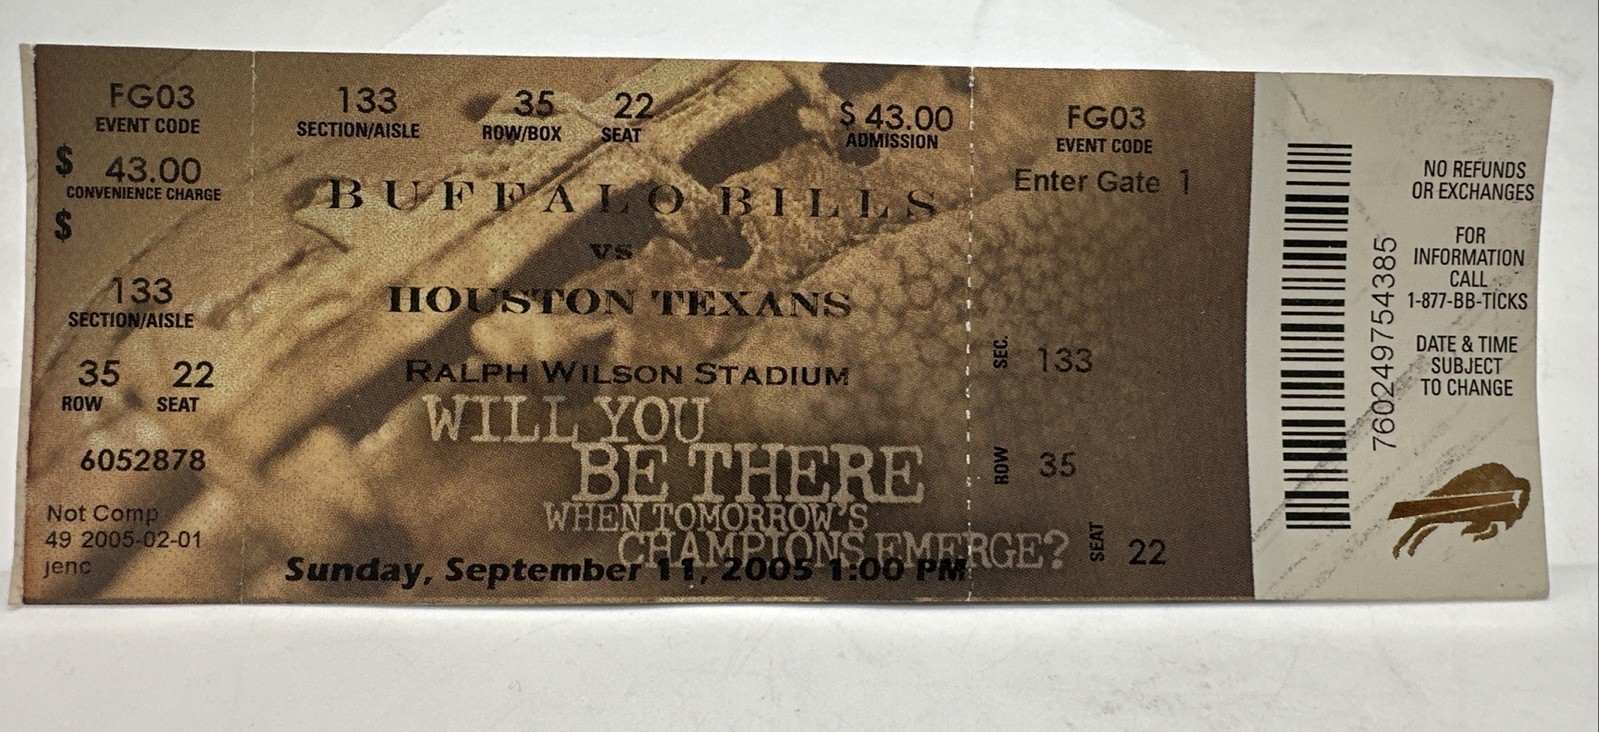 FG03
EVENT CODE
$ 43.00
CONVENIENCE CHARGE
$
133
SECTION/AISLE
35 22
ROW SEAT
6052878
Not Comp
49 2005-02-01
jenc
133 35 22
SECTION/AISLE ROW/BOX SEAT
$ 43.00
ADMISSION
BUFFALO BILLS
vs
HOUSTON TEXANS
RALPH WILSON STADIUM
WILL YOU
BE THERE
WHEN TOMORROW'S
CHAMPIONS EMERGE?
Sunday, September 11, 2005 1:00 PM
FG03
EVENT CODE
Enter Gate 1
SEC. 133
ROW 35
SEAT 22
760249754385
NO REFUNDS
OR EXCHANGES
FOR
INFORMATION
CALL
1-877-BB-TICKS
DATE & TIME
SUBJECT
TO CHANGE